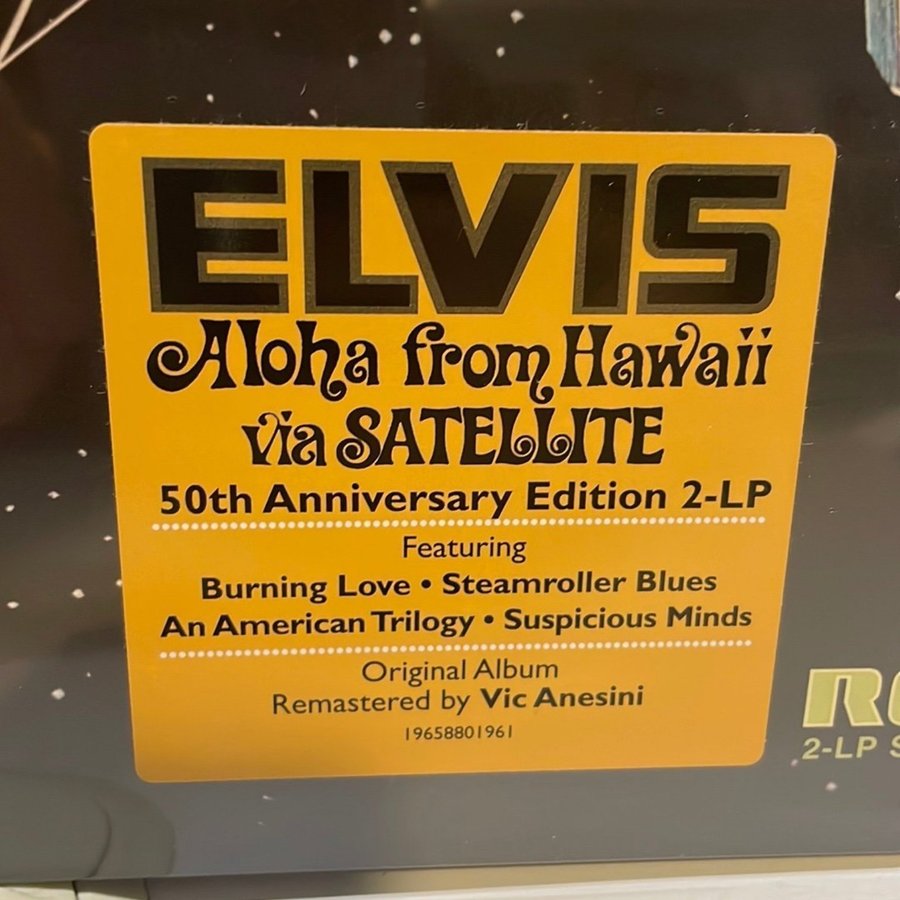 ELVIS
Aloha from Hawaii
via SATELLITE
50th Anniversary Edition 2-LP
Featuring
Burning Love • Steamroller Blues
An American Trilogy • Suspicious Minds
Original Album
Remastered by Vic Anesini
19658801961
2-LP